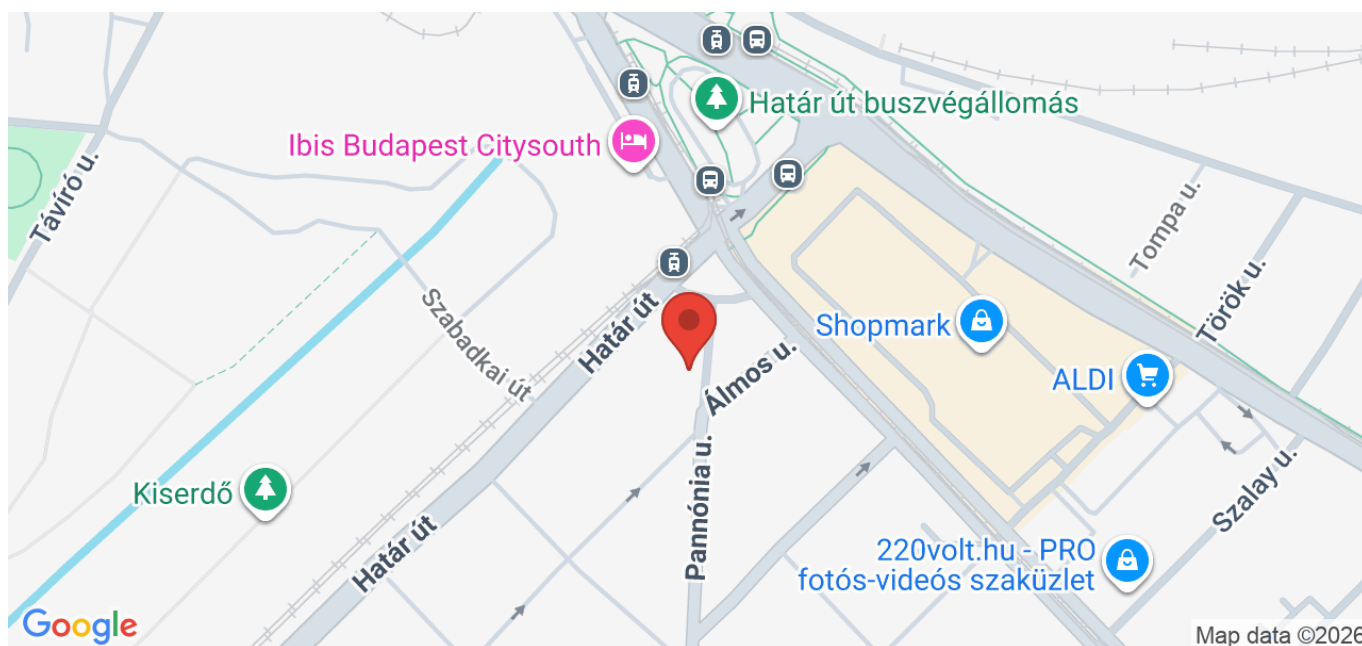 Határ út buszvégállomás
Ibis Budapest Citysouth
Távíró u.
Tompa u.
Török u.
Szabadkai út
Határ út
Shopmark
Álmos u.
ALDI
Kiserdő
Pannónia u.
Szalay u.
Határ út
220volt.hu - PRO
fotós-videós szaküzlet
Google
Map data ©2026